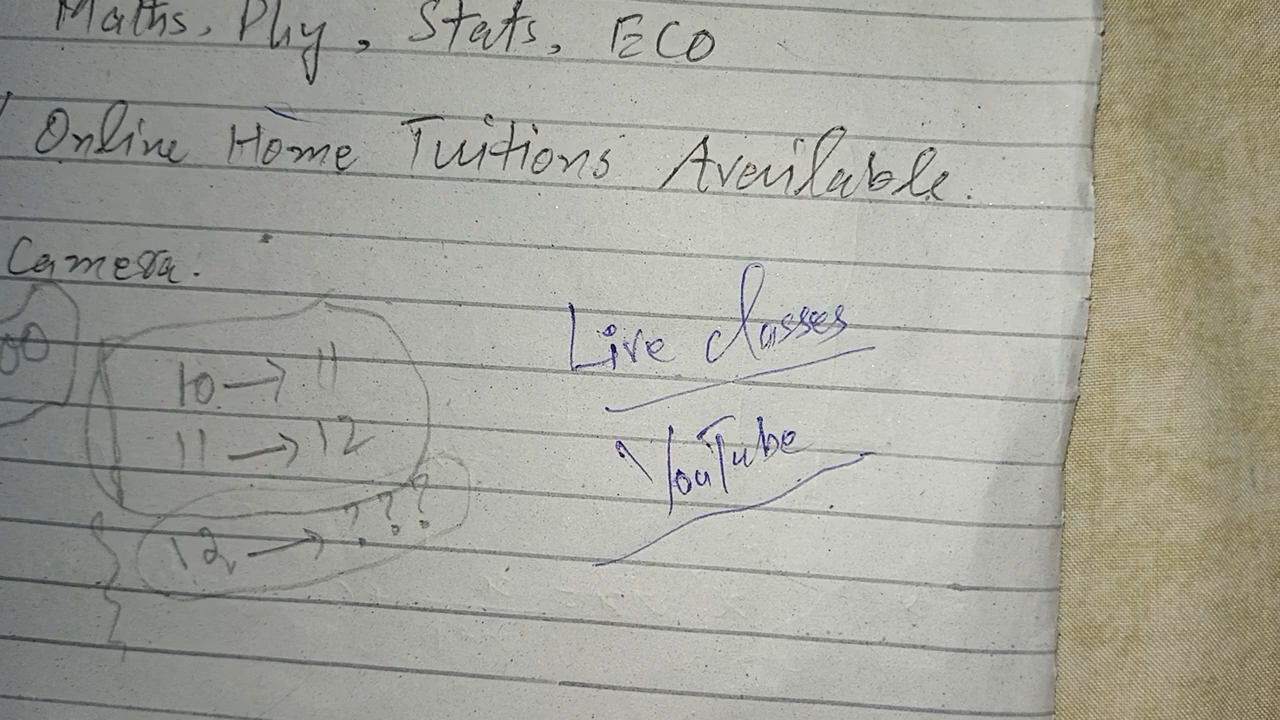 Maths, Phy, Stats, ECO
Online Home Tuitions Available.
Camera.
Live classes
10 → 11
11 → 12
YouTube
12 → ???